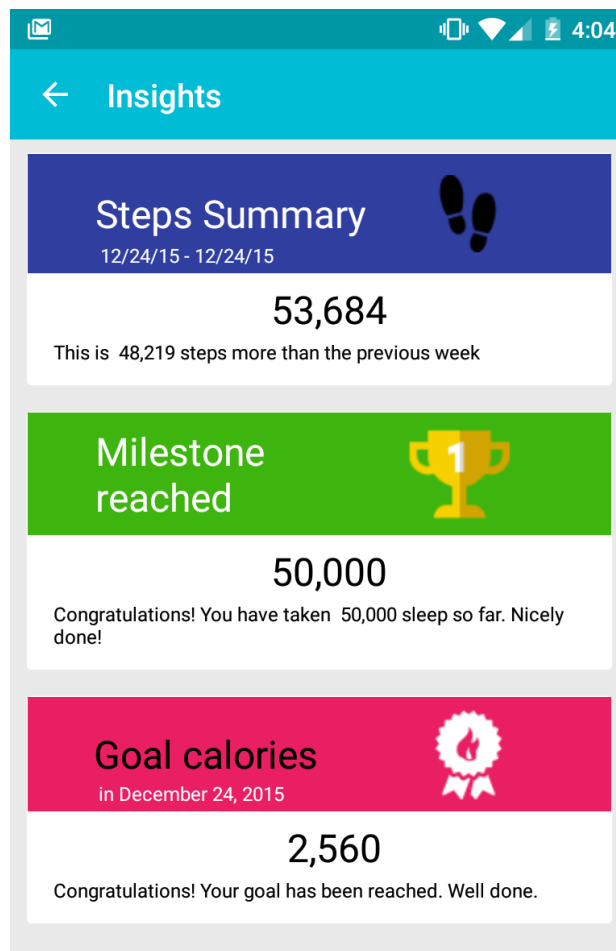 4:04
Insights
Steps Summary
12/24/15 - 12/24/15
53,684
This is  48,219 steps more than the previous week
Milestone
reached
1
50,000
Congratulations! You have taken  50,000 sleep so far. Nicely
done!
Goal calories
in December 24, 2015
2,560
Congratulations! Your goal has been reached. Well done.